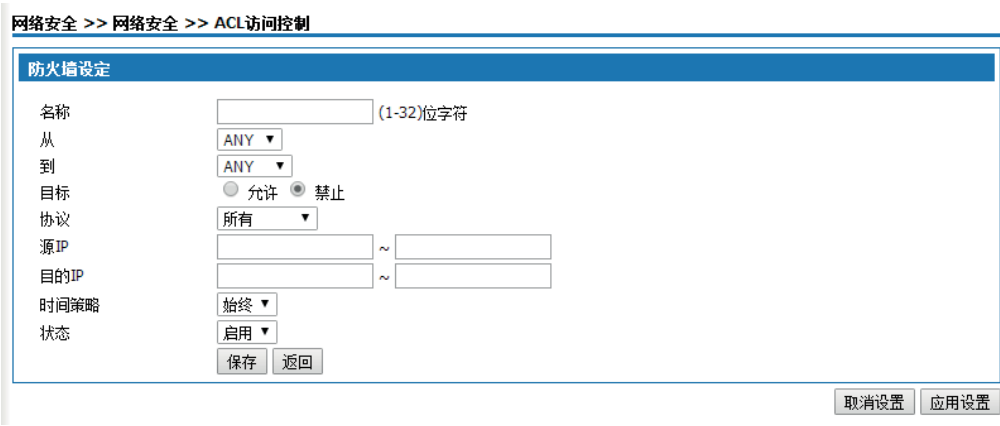 网络安全 >> 网络安全 >> ACL访问控制
防火墙设定
名称 (1-32)位字符
从 ANY
到 ANY
目标 允许 禁止
协议 所有
源IP ~
目的IP ~
时间策略 始终
状态 启用
保存 返回
取消设置 应用设置